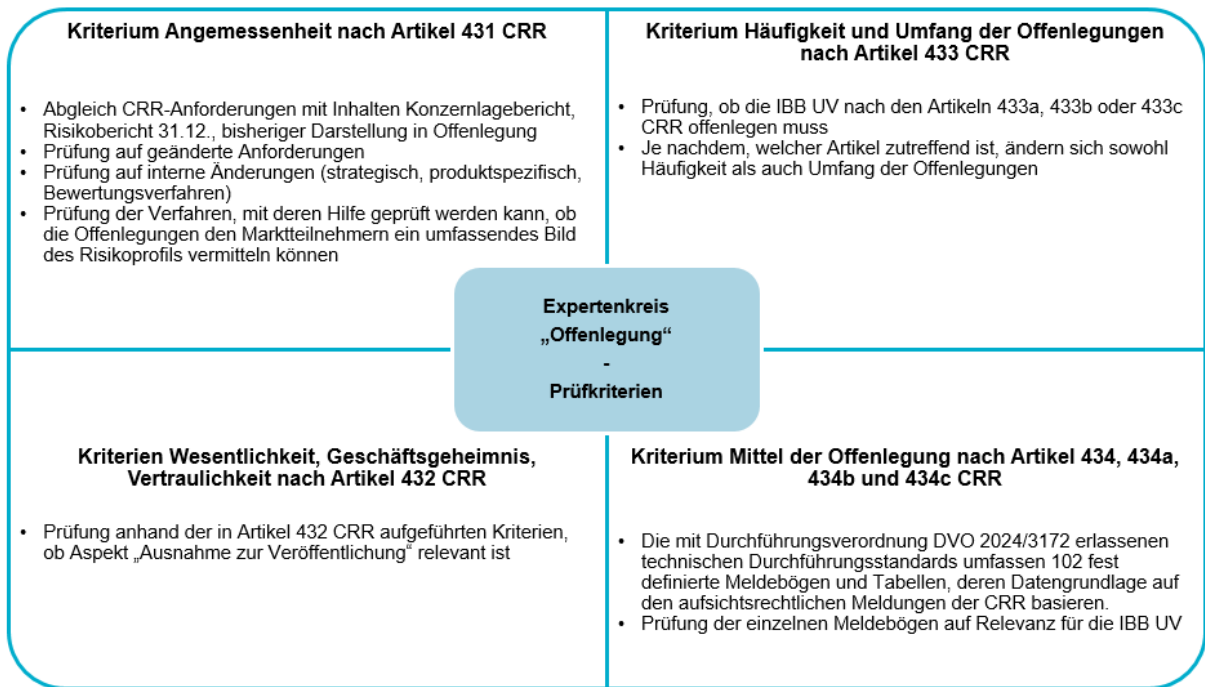 Kriterium Angemessenheit nach Artikel 431 CRR
• Abgleich CRR-Anforderungen mit Inhalten Konzernlagebericht,
Risikobericht 31.12., bisheriger Darstellung in Offenlegung
• Prüfung auf geänderte Anforderungen
• Prüfung auf interne Änderungen (strategisch, produktspezifisch,
Bewertungsverfahren)
• Prüfung der Verfahren, mit deren Hilfe geprüft werden kann, ob
die Offenlegungen den Marktteilnehmern ein umfassendes Bild
des Risikoprofils vermitteln können
Kriterium Häufigkeit und Umfang der Offenlegungen
nach Artikel 433 CRR
• Prüfung, ob die IBB UV nach den Artikeln 433a, 433b oder 433c
CRR offenlegen muss
• Je nachdem, welcher Artikel zutreffend ist, ändern sich sowohl
Häufigkeit als auch Umfang der Offenlegungen
Expertenkreis
„Offenlegung“
-
Prüfkriterien
Kriterien Wesentlichkeit, Geschäftsgeheimnis,
Vertraulichkeit nach Artikel 432 CRR
• Prüfung anhand der in Artikel 432 CRR aufgeführten Kriterien,
ob Aspekt „Ausnahme zur Veröffentlichung“ relevant ist
Kriterium Mittel der Offenlegung nach Artikel 434, 434a,
434b und 434c CRR
• Die mit Durchführungsverordnung DVO 2024/3172 erlassenen
technischen Durchführungsstandards umfassen 102 fest
definierte Meldebögen und Tabellen, deren Datengrundlage auf
den aufsichtsrechtlichen Meldungen der CRR basieren.
• Prüfung der einzelnen Meldebögen auf Relevanz für die IBB UV